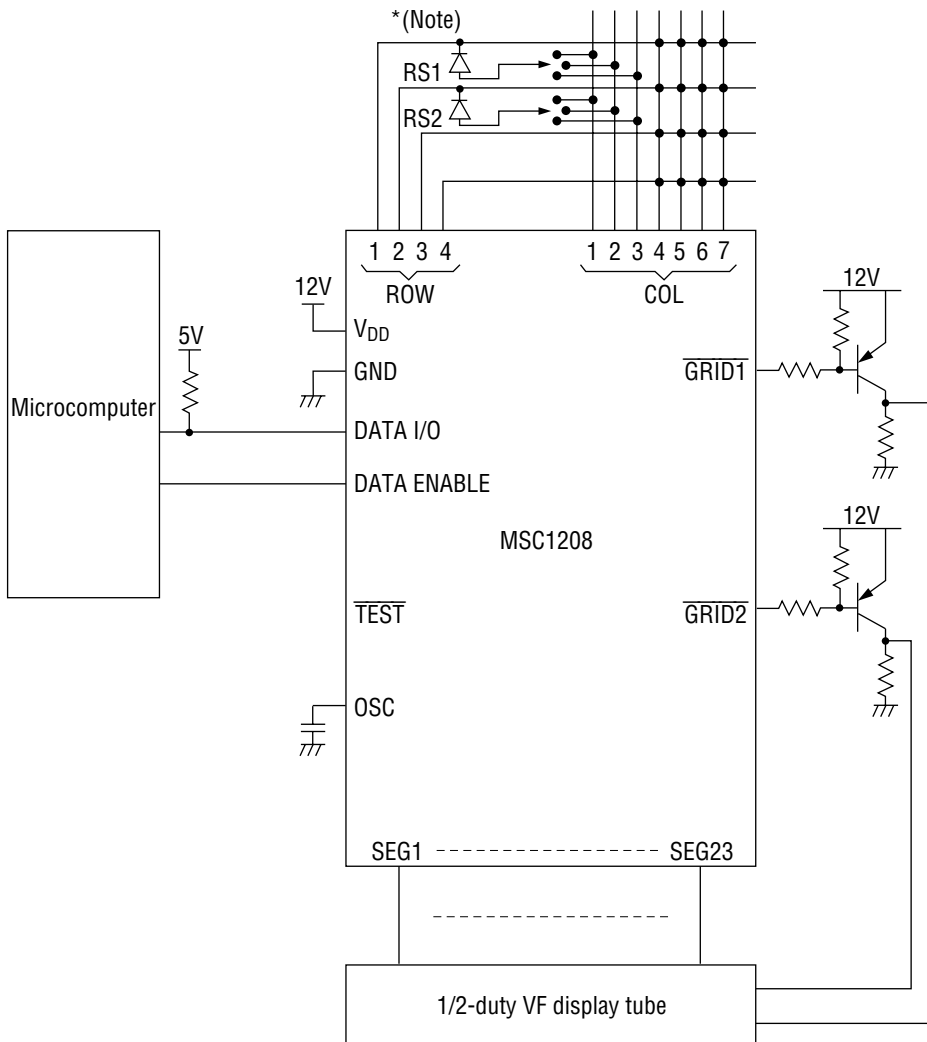 *(Note)
RS1
RS2
1 2 3 4
ROW
1 2 3 4 5 6 7
COL
12V
VDD
5V
GND
GRID1
12V
Microcomputer
DATA I/O
DATA ENABLE
MSC1208
12V
TEST
GRID2
OSC
SEG1
SEG23
1/2-duty VF display tube